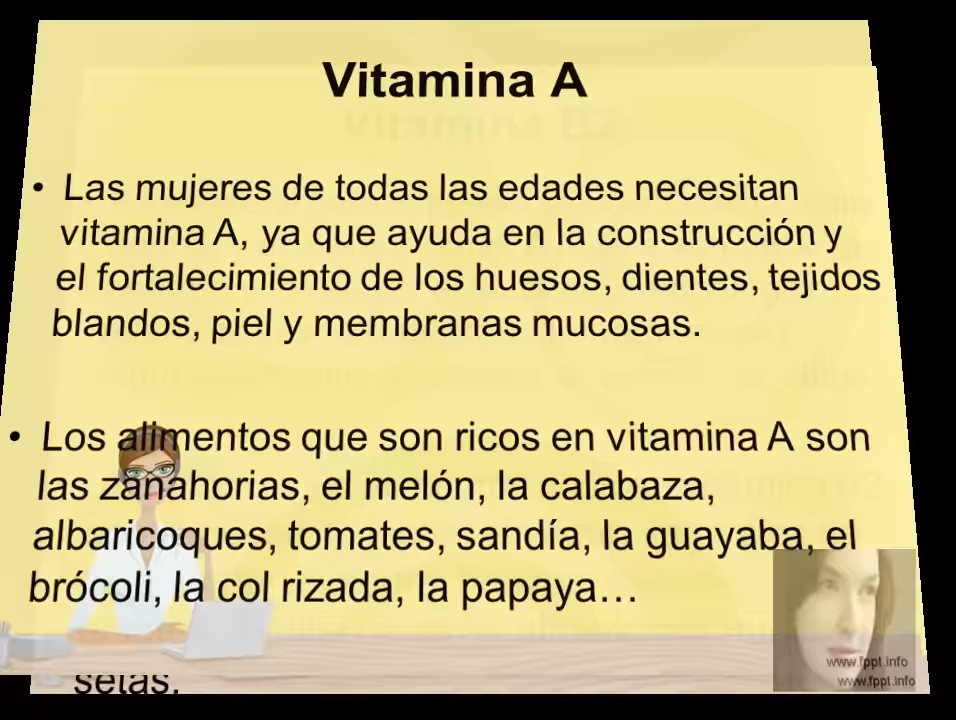 Vitamina A
Vitamina B2
• Las mujeres de todas las edades necesitan
vitamina A, ya que ayuda en la construcción y
el fortalecimiento de los huesos, dientes, tejidos
blandos, piel y membranas mucosas.
• Los alimentos que son ricos en vitamina A son
las zanahorias, el melón, la calabaza,
albaricoques, tomates, sandía, la guayaba, el
brócoli, la col rizada, la papaya…
www.fppt.info
www.fppt.info
setas.